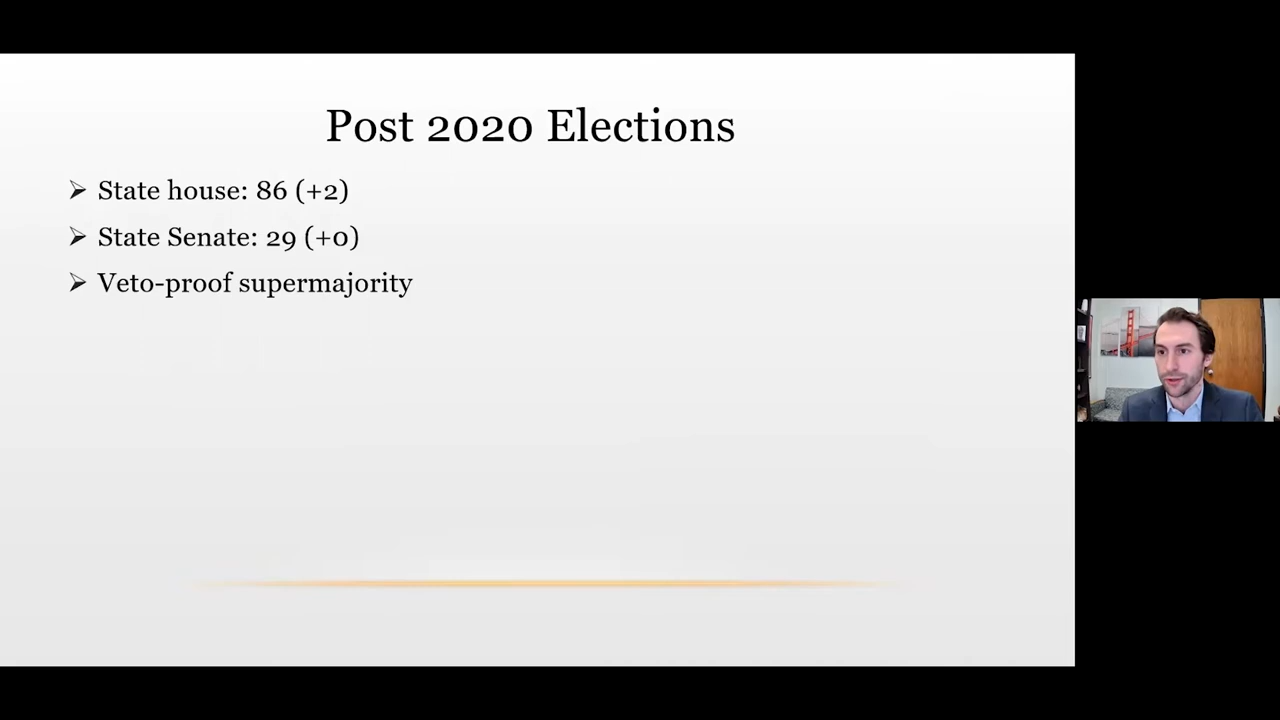 Post 2020 Elections
➢ State house: 86 (+2)
➢ State Senate: 29 (+0)
➢ Veto-proof supermajority